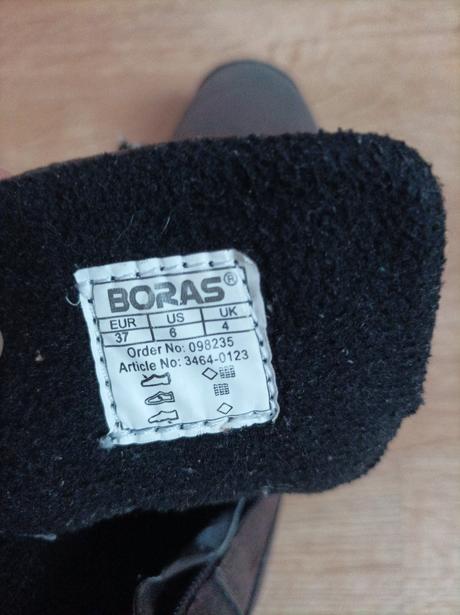 BORAS®
EUR US UK
37 6 4
Order No: 098235
Article No: 3464-0123